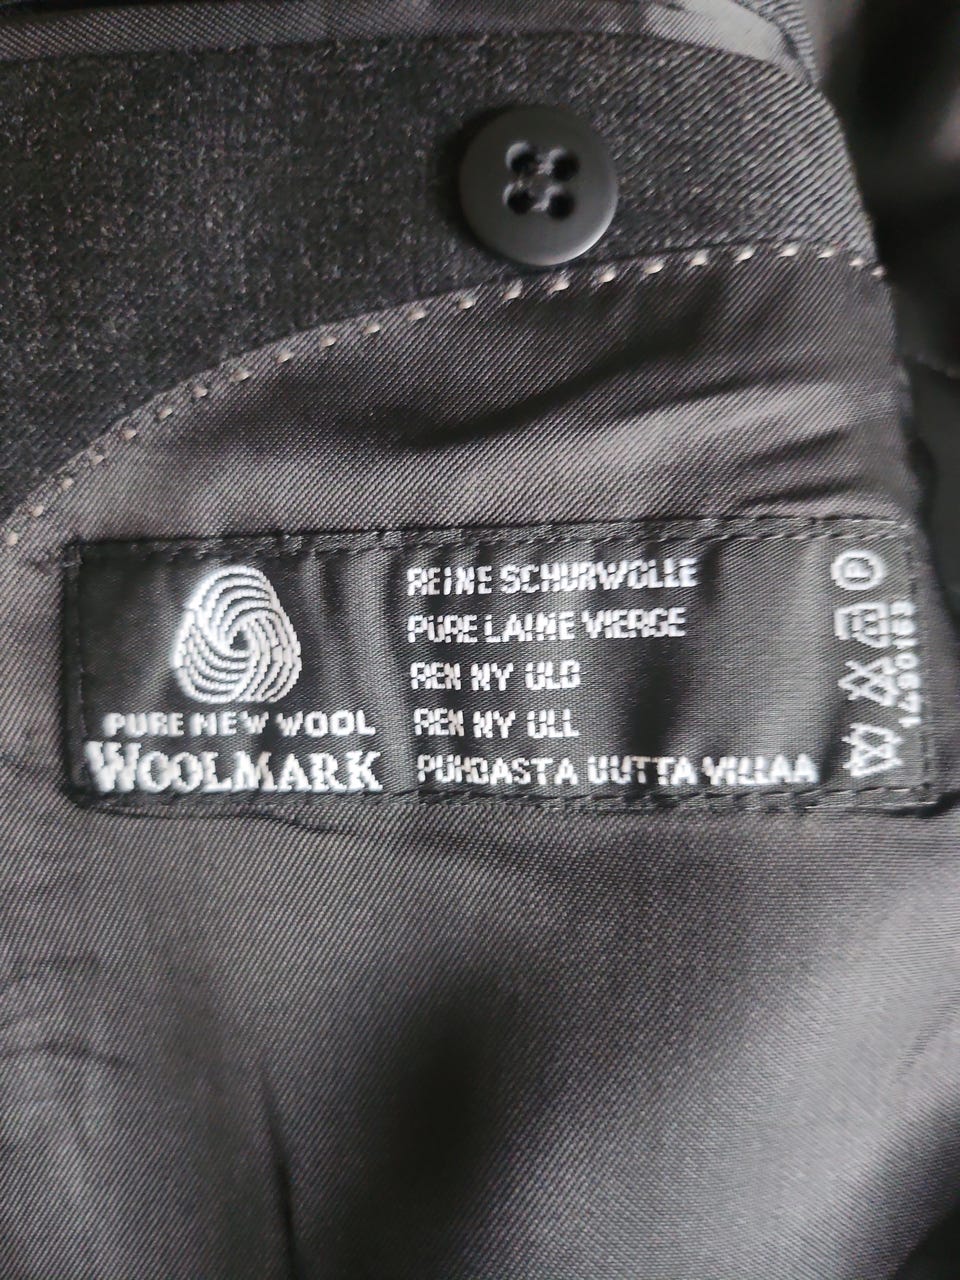 PURE NEW WOOL
WOOLMARK
REINE SCHURWOLLE
PURE LAINE VIERGE
REN NY ULD
REN NY ULL
PUHDASTA UUTTA VILLAA
P